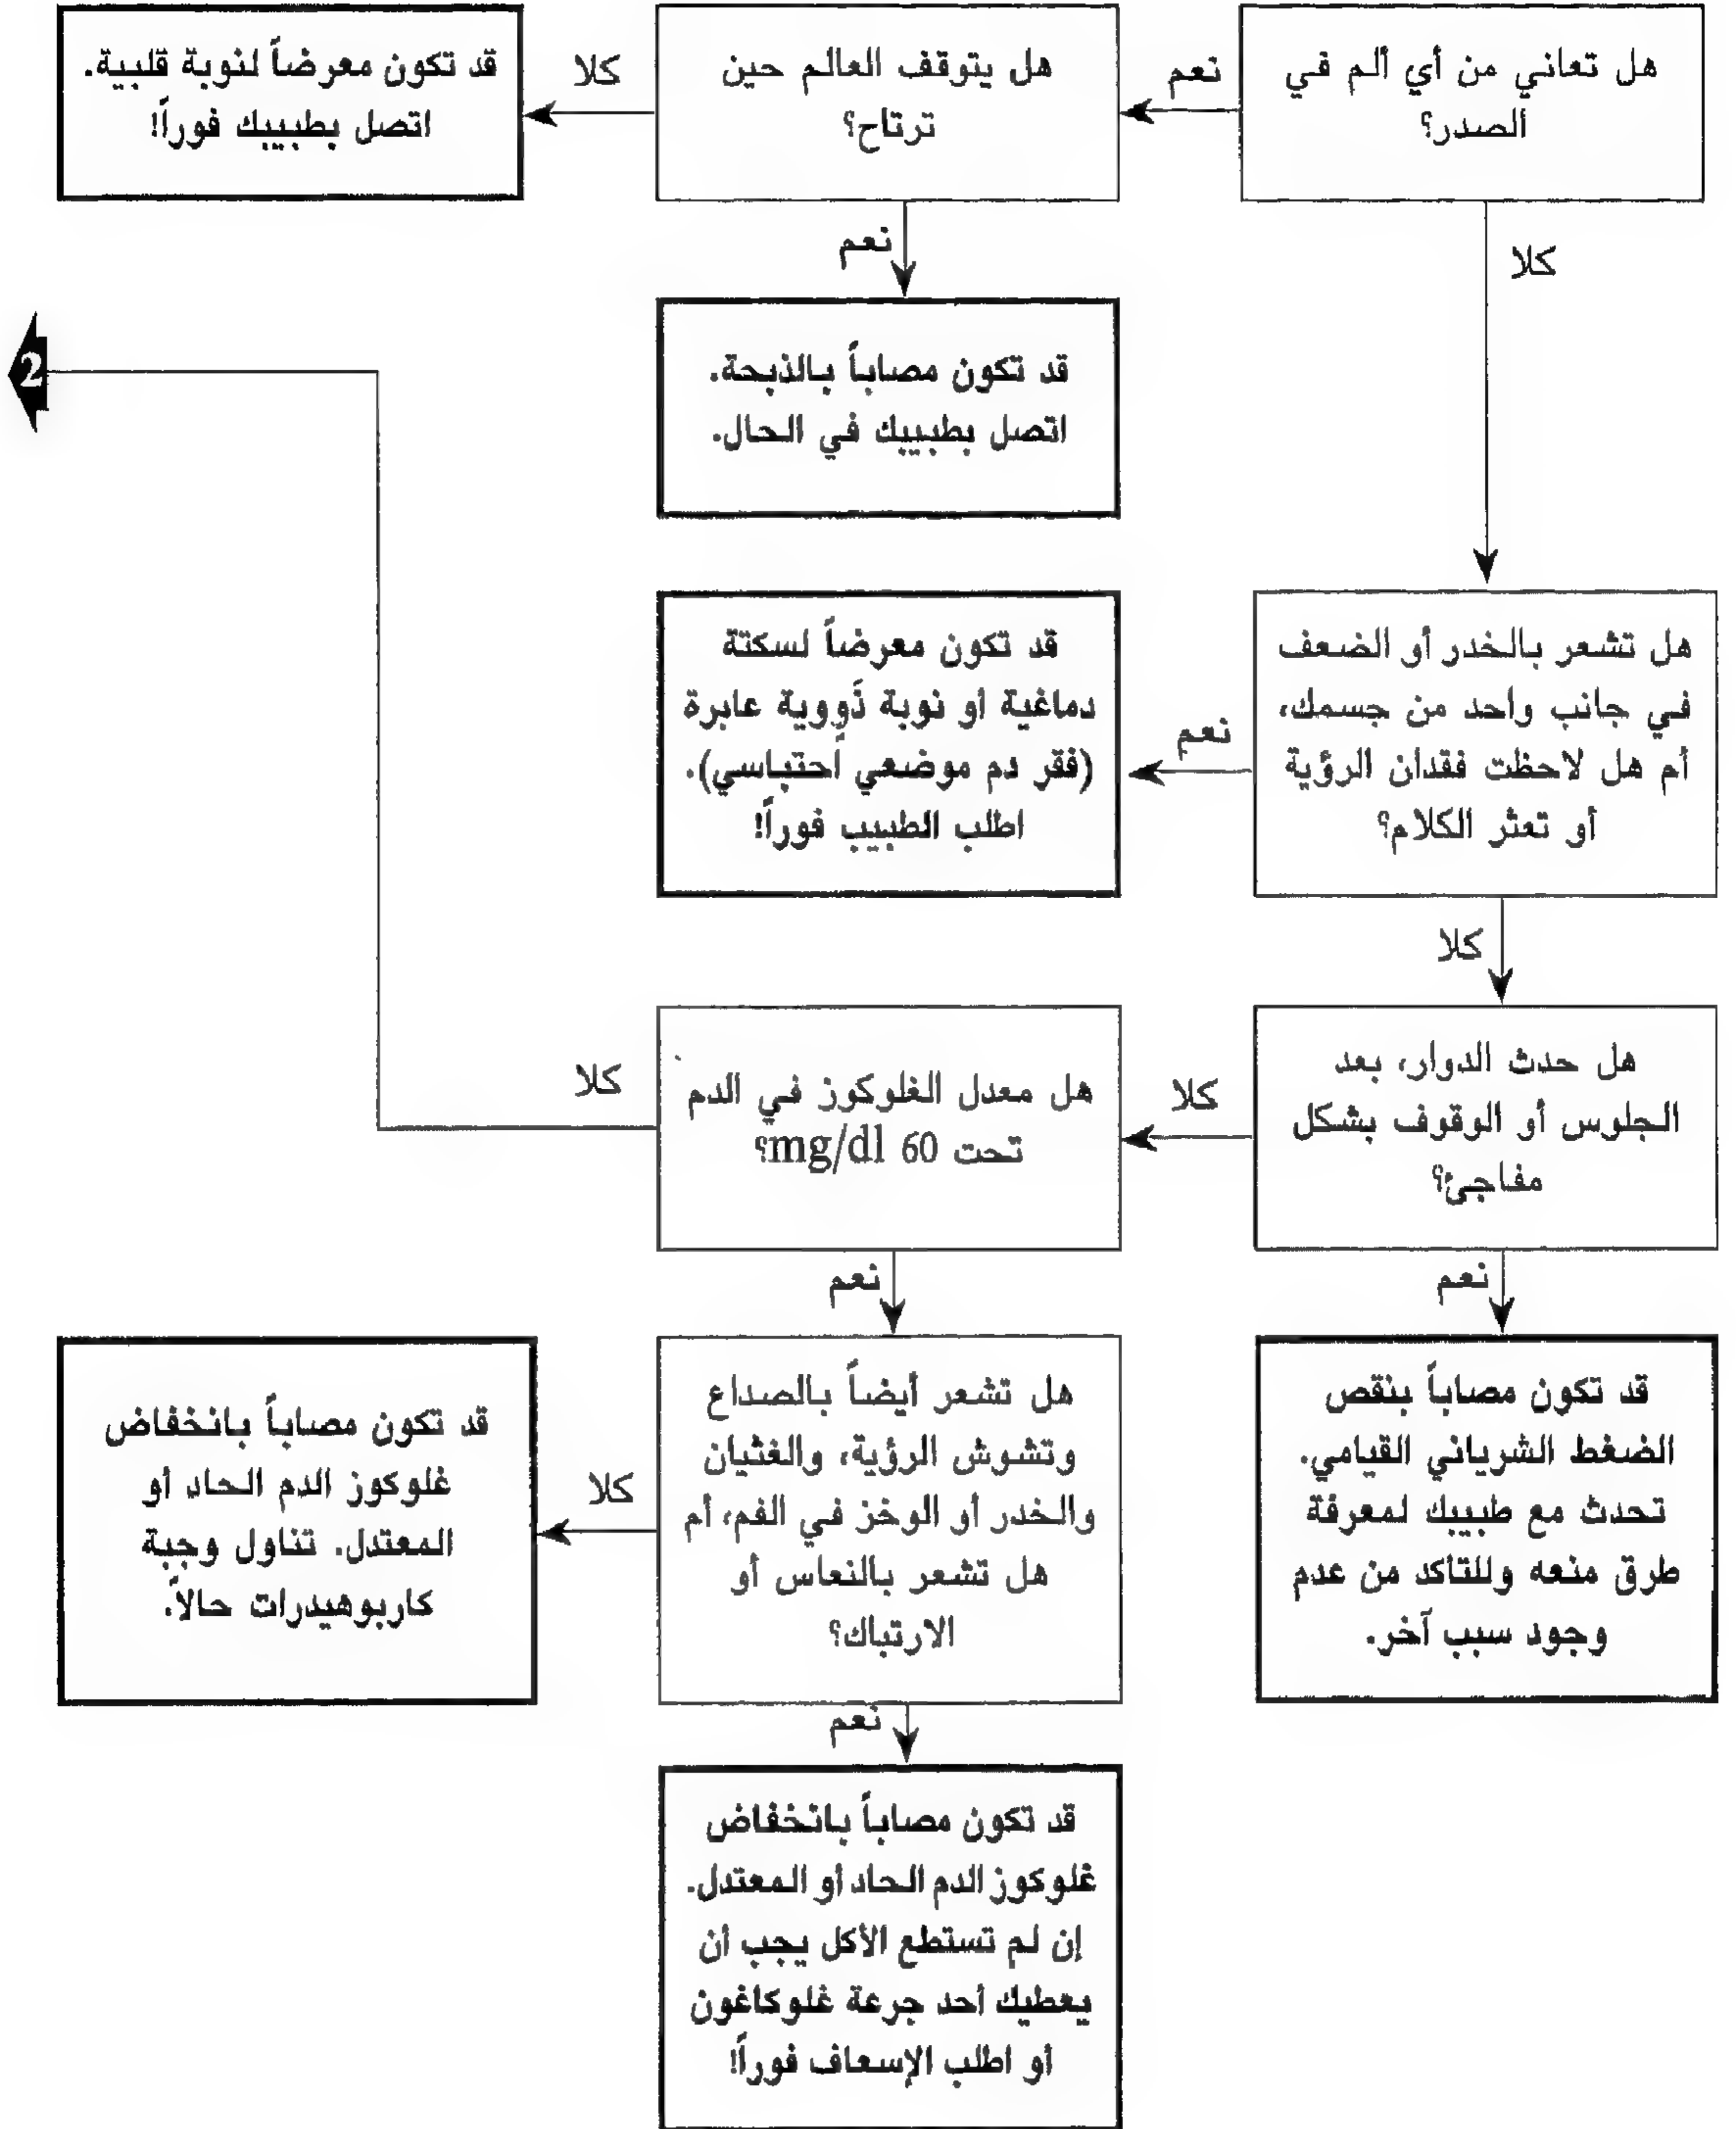 هل تعاني من أي ألم في
الصدر؟
نعم
هل يتوقف العالم حين
ترتاح؟
كلا
قد تكون معرضاً لنوبة قلبية.
اتصل بطبيبك فوراً!
نعم
كلا
قد تكون مصاباً بالذبحة.
اتصل بطبيبك في الحال.
2
هل تشعر بالخدر أو الضعف
في جانب واحد من جسمك،
أم هل لاحظت فقدان الرؤية
أو تعثر الكلام؟
نعم
قد تكون معرضاً لسكتة
دماغية أو نوبة ذَوِوية عابرة
(فقر دم موضعي احتباسي).
اطلب الطبيب فوراً!
كلا
هل حدث الدوار، بعد
الجلوس أو الوقوف بشكل
مفاجئ؟
كلا
هل معدل الغلوكوز في الدم
تحت 60 mg/dl؟
كلا
نعم
نعم
قد تكون مصاباً بنقص
الضغط الشرياني القيامي.
تحدث مع طبيبك لمعرفة
طرق منعه وللتأكد من عدم
وجود سبب آخر.
هل تشعر أيضاً بالصداع
وتشوش الرؤية، والغثيان
والخدر أو الوخز في الفم، أم
هل تشعر بالنعاس أو
الارتباك؟
كلا
قد تكون مصاباً بانخفاض
غلوكوز الدم الحاد أو
المعتدل. تناول وجبة
كاربوهيدرات حالاً.
نعم
قد تكون مصاباً بانخفاض
غلوكوز الدم الحاد أو المعتدل.
إن لم تستطع الأكل يجب أن
يعطيك أحد جرعة غلوكاغون
أو اطلب الإسعاف فوراً!